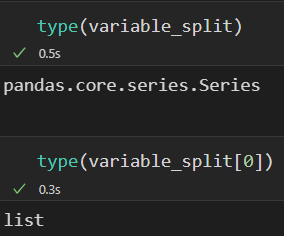 type(variable_split)
✓ 0.5s
pandas.core.series.Series
type(variable_split[0])
✓ 0.3s
list